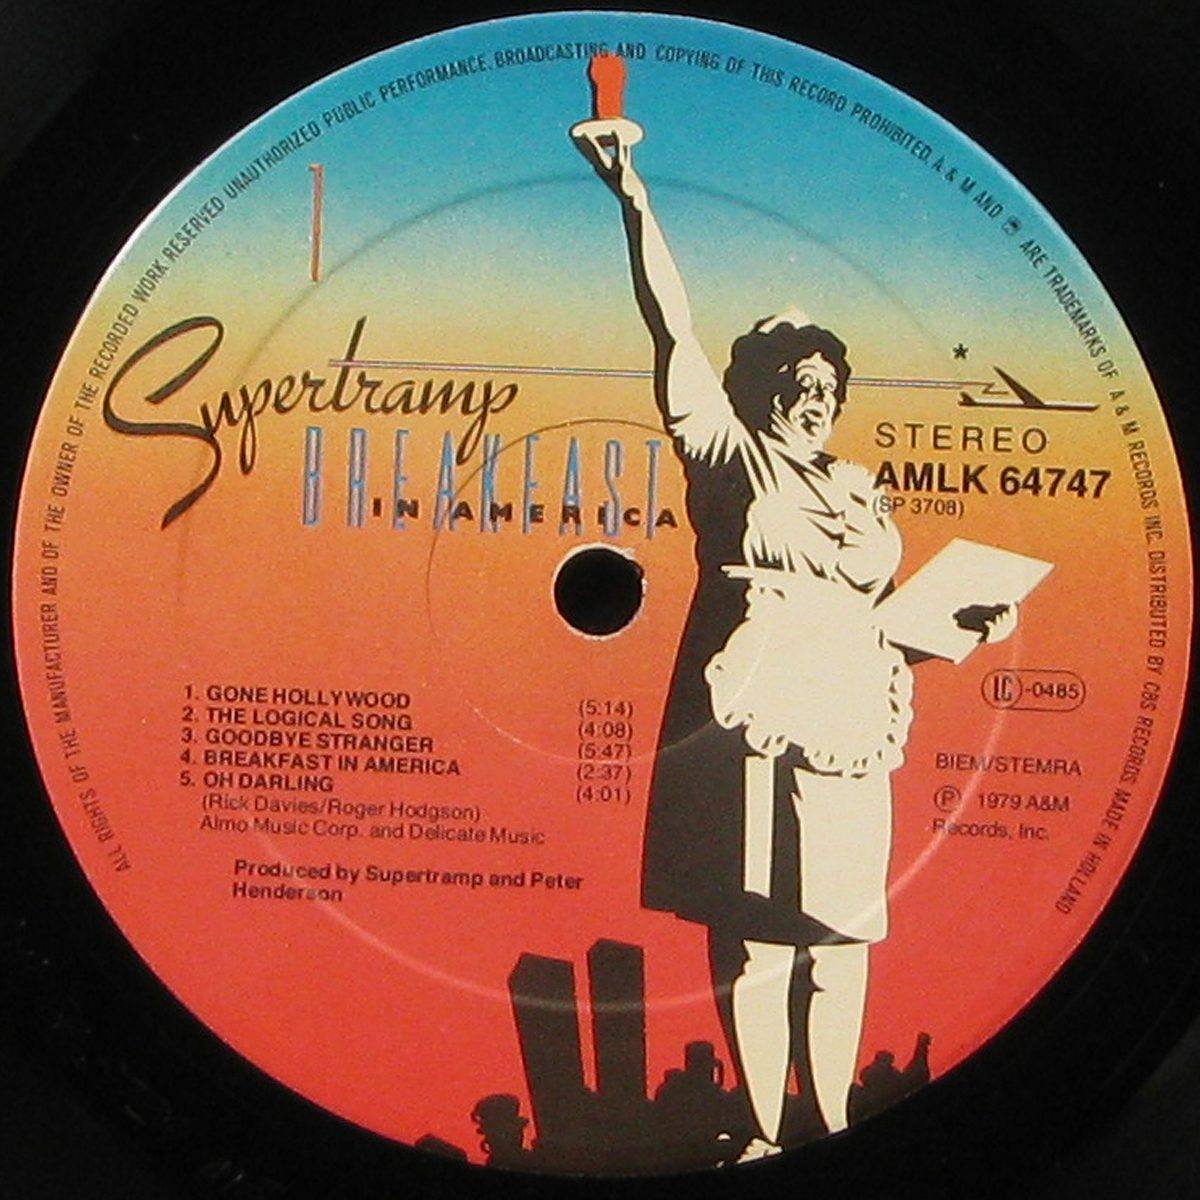 ALL RIGHTS OF THE MANUFACTURER AND OF THE OWNER OF THE RECORDED WORK RESERVED UNAUTHORIZED PUBLIC PERFORMANCE, BROADCASTING AND COPYING OF THIS RECORD PROHIBITED. A & M AND ARE TRADEMARKS OF A & M RECORDS INC. DISTRIBUTED BY CBS RECORDS MADE IN HOLLAND
1
Supertramp
BREAKFAST
IN AMERICA
STEREO
AMLK 64747
(SP 3708)
LC-0485
1. GONE HOLLYWOOD (5:14)
2. THE LOGICAL SONG (4:08)
3. GOODBYE STRANGER (5:47)
4. BREAKFAST IN AMERICA (2:37)
5. OH DARLING (4:01)
(Rick Davies/Roger Hodgson)
Almo Music Corp. and Delicate Music
Produced by Supertramp and Peter
Henderson
BIEM/STEMRA
℗ 1979 A&M
Records, Inc.